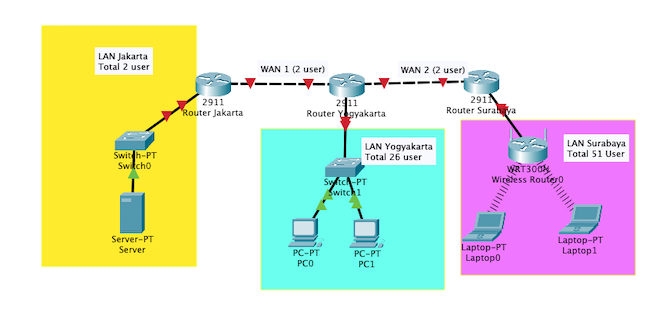 LAN Jakarta
Total 2 user
WAN 1 (2 user)
WAN 2 (2 user)
2911
Router Jakarta
2911
Router Yogyakarta
2911
Router Surabaya
LAN Yogyakarta
Total 26 user
LAN Surabaya
Total 51 User
Switch-PT
Switch0
Switch-PT
Switch1
WRT300N
Wireless Router0
Server-PT
Server
PC-PT
PC0
PC-PT
PC1
Laptop-PT
Laptop0
Laptop-PT
Laptop1